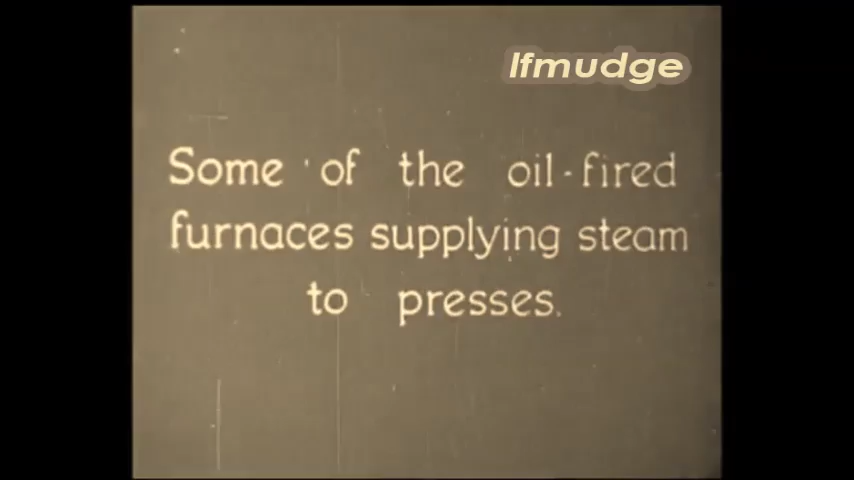 lfmudge
Some of the oil-fired
furnaces supplying steam
to presses.